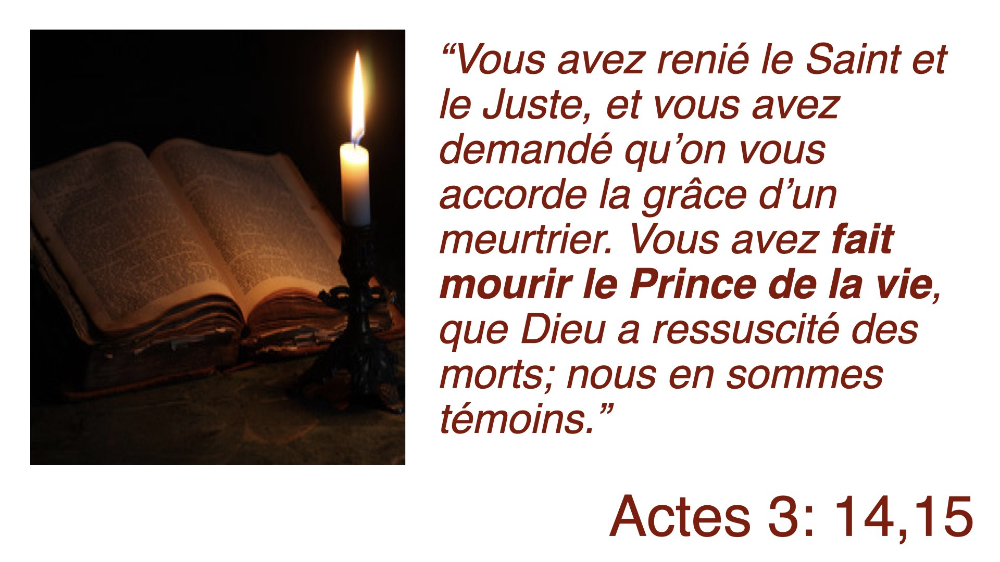 “Vous avez renié le Saint et
le Juste, et vous avez
demandé qu’on vous
accorde la grâce d’un
meurtrier. Vous avez fait
mourir le Prince de la vie,
que Dieu a ressuscité des
morts; nous en sommes
témoins.”
Actes 3: 14,15